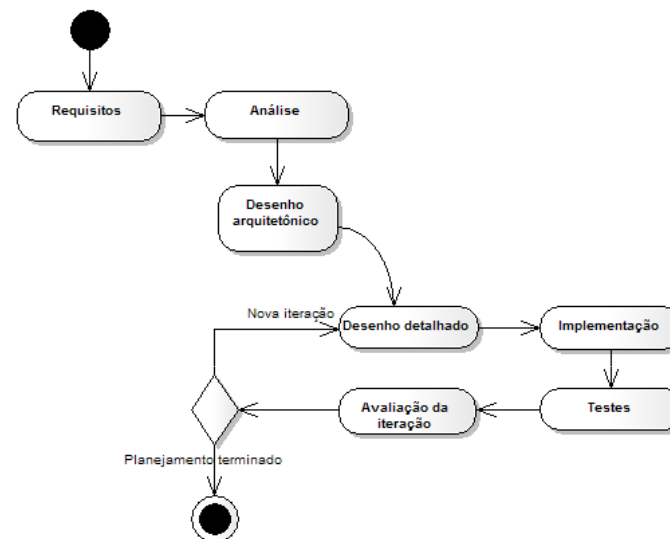 Requisitos
Análise
Desenho
arquitetônico
Nova iteração
Desenho detalhado
Implementação
Avaliação da
iteração
Testes
Planejamento terminado